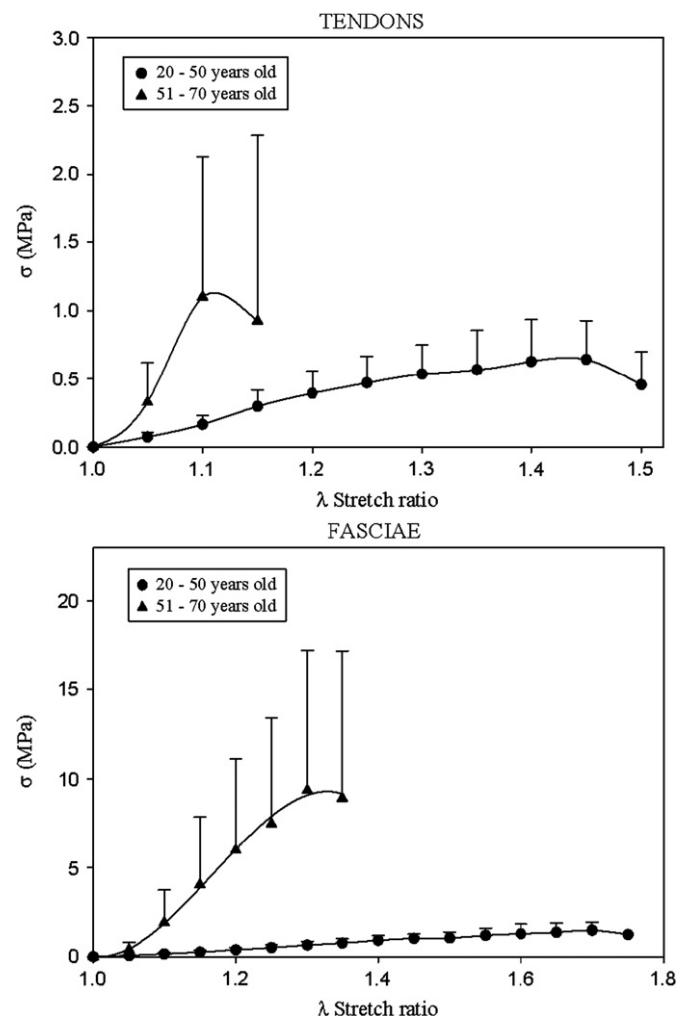 TENDONS
3.0
20 - 50 years old
51 - 70 years old
2.5
2.0
1.5
σ (MPa)
1.0
0.5
0.0
1.0 1.1 1.2 1.3 1.4 1.5
λ Stretch ratio
FASCIAE
20 - 50 years old
51 - 70 years old
20
15
σ (MPa)
10
5
0
1.0 1.2 1.4 1.6 1.8
λ Stretch ratio